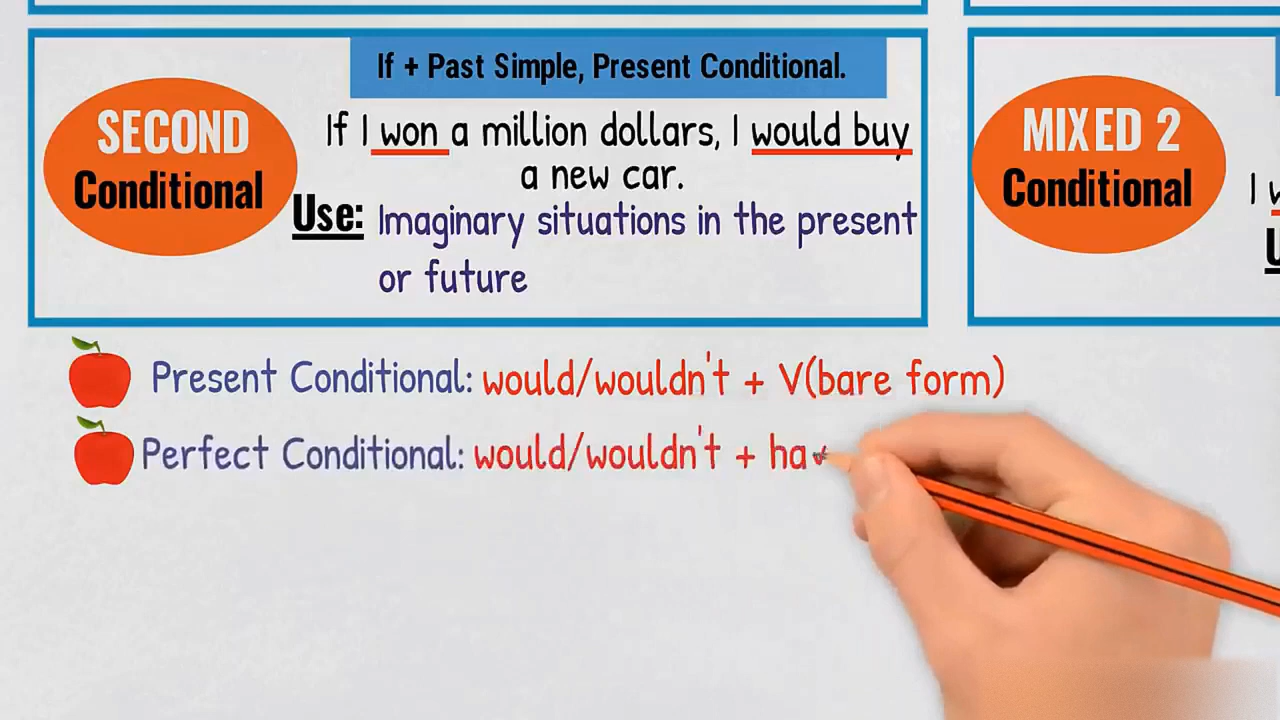 If + Past Simple, Present Conditional.
SECOND
Conditional
If I won a million dollars, I would buy
a new car.
Use: Imaginary situations in the present
or future
MIXED 2
Conditional
I
Present Conditional: would/wouldn't + V(bare form)
Perfect Conditional: would/wouldn't + hav